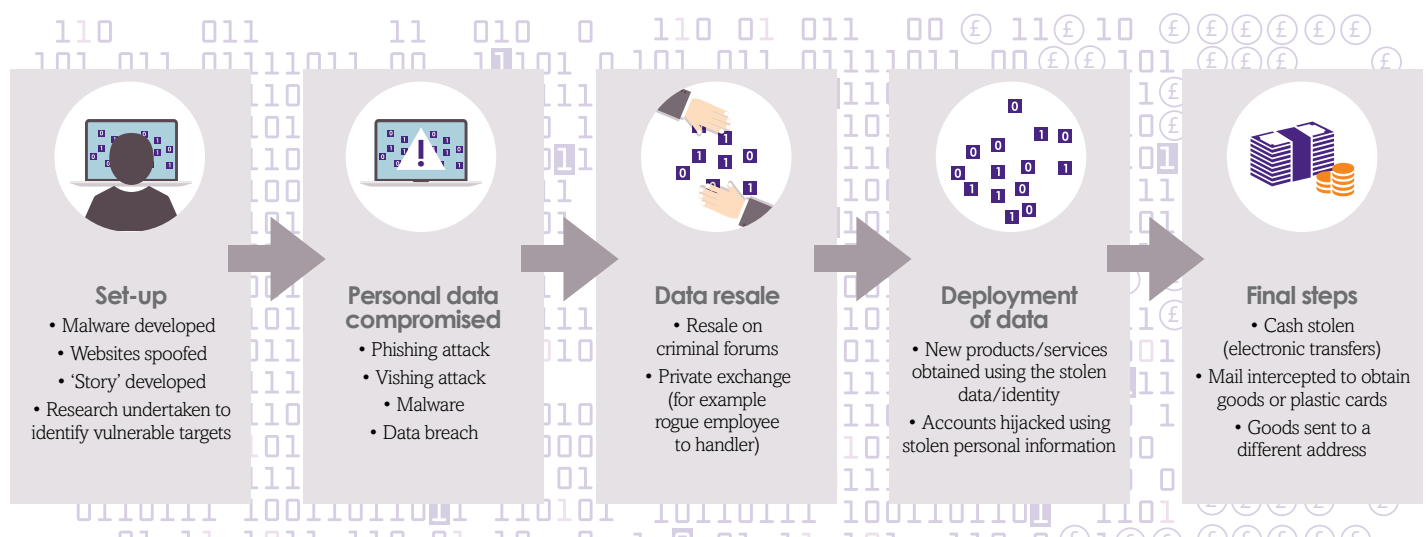 Set-up
• Malware developed
• Websites spoofed
• ‘Story’ developed
• Research undertaken to
identify vulnerable targets
Personal data
compromised
• Phishing attack
• Vishing attack
• Malware
• Data breach
Data resale
• Resale on
criminal forums
• Private exchange
(for example
rogue employee
to handler)
Deployment
of data
• New products/services
obtained using the stolen
data/identity
• Accounts hijacked using
stolen personal information
Final steps
• Cash stolen
(electronic transfers)
• Mail intercepted to obtain
goods or plastic cards
• Goods sent to a
different address